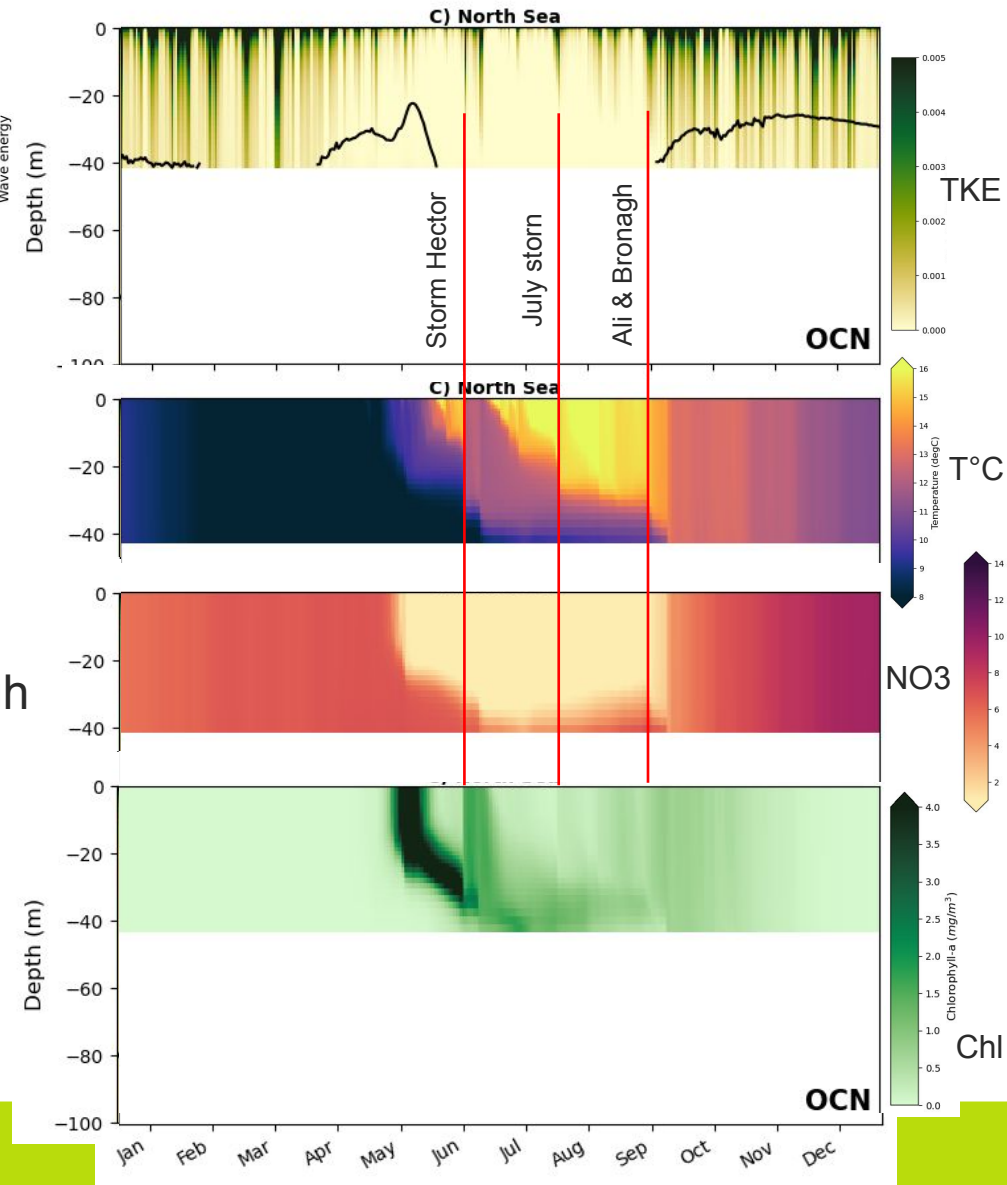 C) North Sea
wave energy
Depth (m)
0
−20
−40
−60
−80
Storm Hector
July storn
Ali & Bronagh
OCN
0.005
0.004
0.003
0.002
0.001
0.000
TKE
C) North Sea
0
−20
−40
16
15
14
13
12
11
10
9
8
Temperature (degC)
T°C
0
−20
−40
h
NO3
14
12
10
8
6
4
2
Depth (m)
0
−20
−40
−60
−80
−100
OCN
4.0
3.5
3.0
2.5
2.0
1.5
1.0
0.5
0.0
Chlorophyll-a (mg/m³)
Chl
Jan Feb Mar Apr May Jun Jul Aug Sep Oct Nov Dec